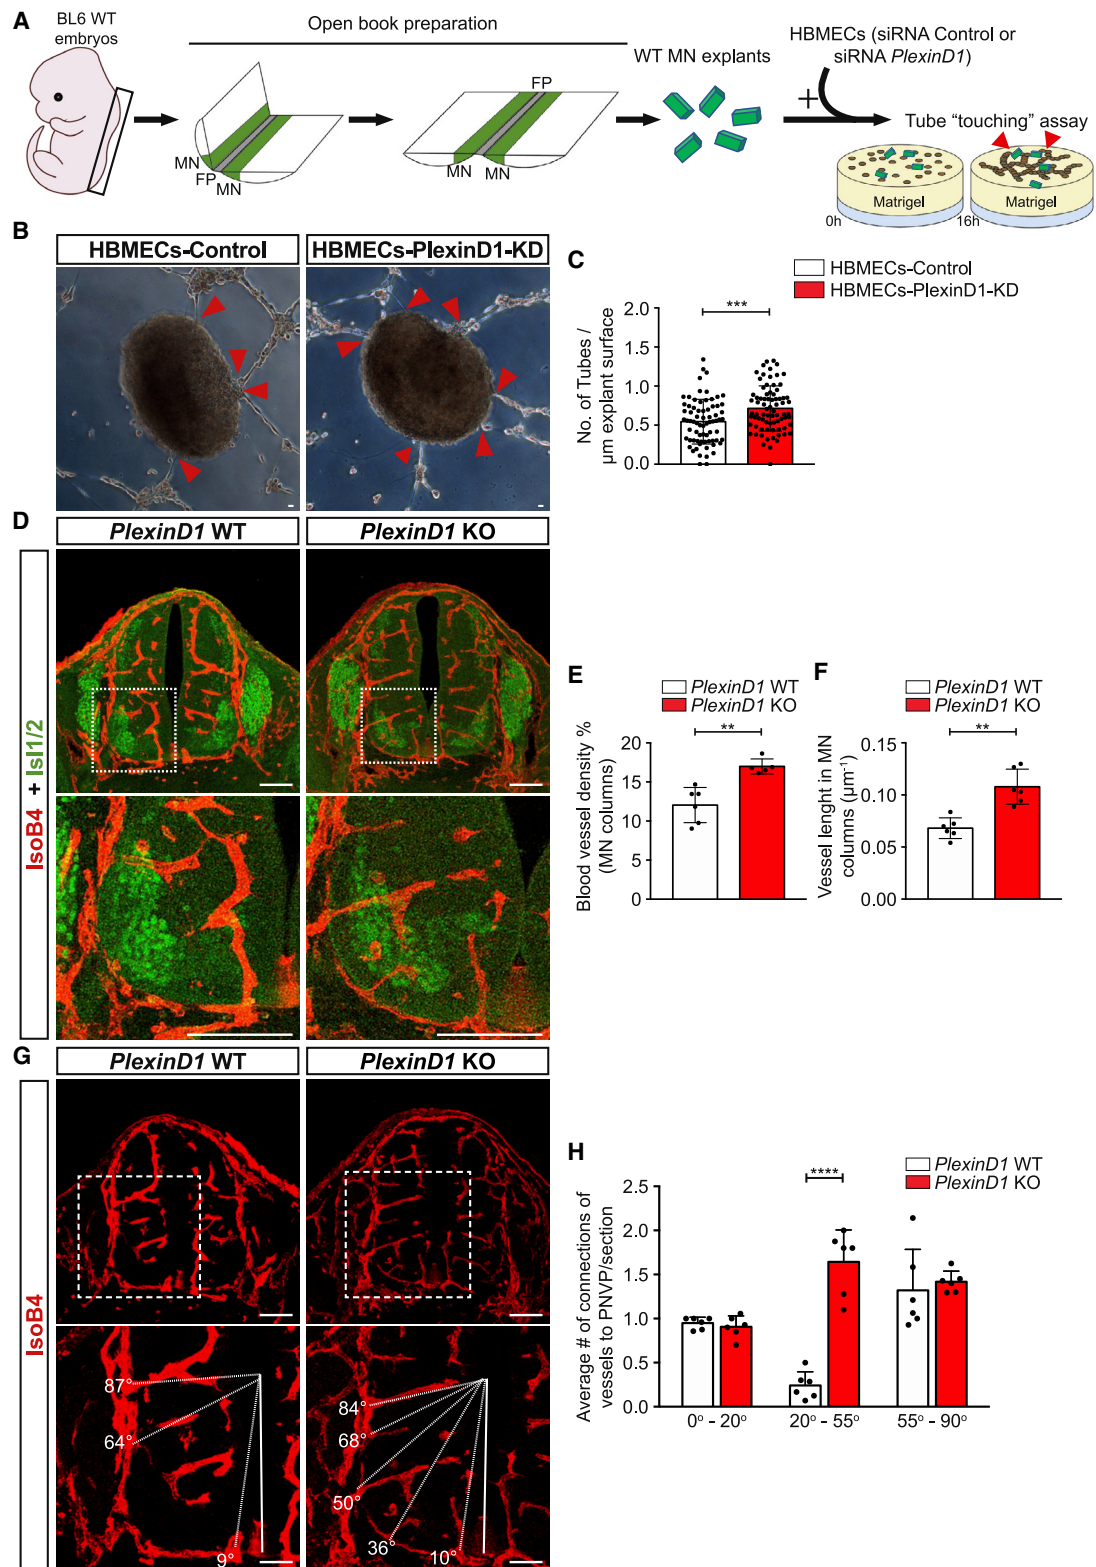 A
BL6 WT
embryos
Open book preparation
MN
FP
MN
FP
MN
MN
WT MN explants
HBMECs (siRNA Control or
siRNA PlexinD1)
+
Tube "touching" assay
Matrigel
Matrigel
0h
16h
B
HBMECs-Control
HBMECs-PlexinD1-KD
C
HBMECs-Control
HBMECs-PlexinD1-KD
No. of Tubes /
µm explant surface
2.0
1.5
1.0
0.5
0.0
***
D
PlexinD1 WT
PlexinD1 KO
IsoB4 + Isl1/2
E
PlexinD1 WT
PlexinD1 KO
Blood vessel density %
(MN columns)
20
15
10
5
0
**
F
PlexinD1 WT
PlexinD1 KO
Vessel lenght in MN
columns (µm⁻¹)
0.15
0.10
0.05
0.00
**
G
PlexinD1 WT
PlexinD1 KO
IsoB4
87°
64°
9°
84°
68°
50°
36°
10°
H
PlexinD1 WT
PlexinD1 KO
Average # of connections of
vessels to PNVP/section
2.5
2.0
1.5
1.0
0.5
0.0
****
0° - 20°
20° - 55°
55° - 90°